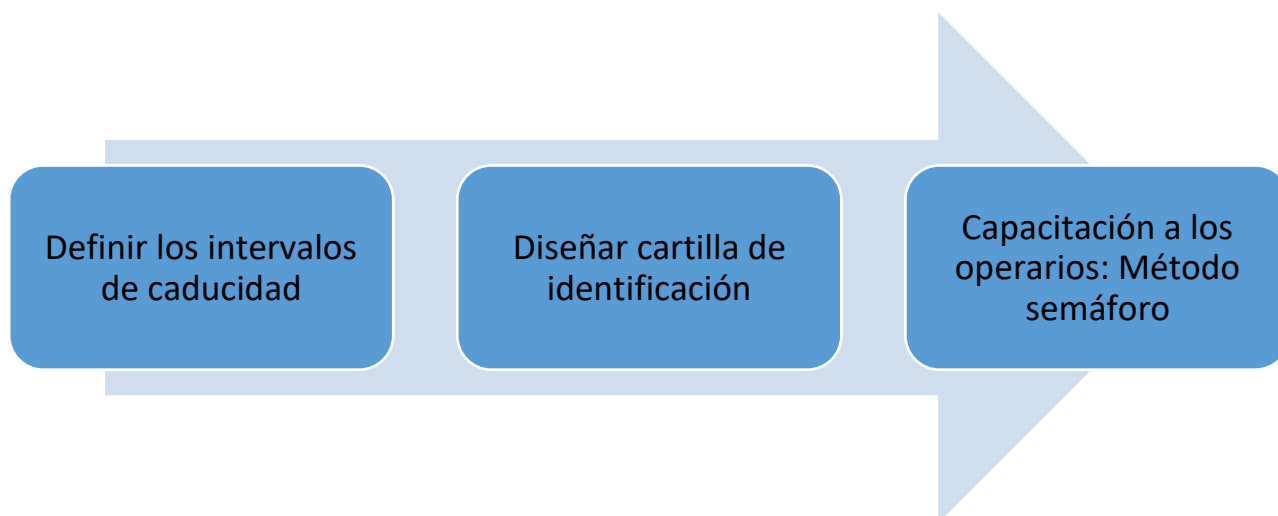 Definir los intervalos
de caducidad
Diseñar cartilla de
identificación
Capacitación a los
operarios: Método
semáforo